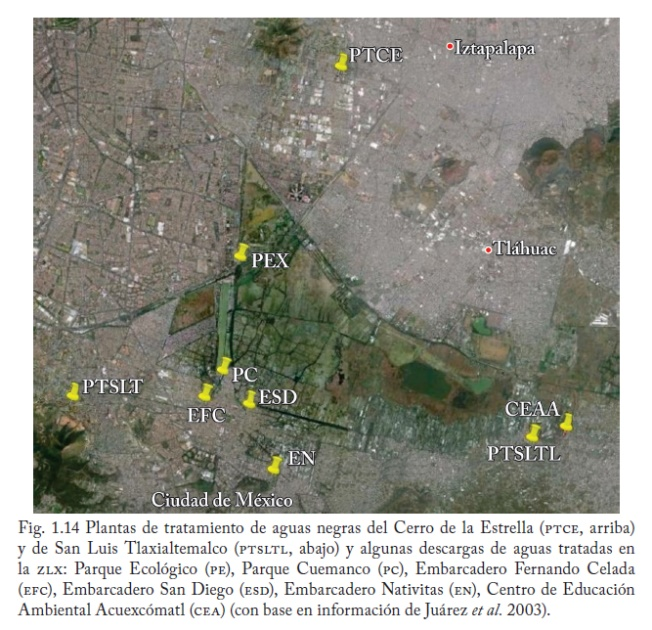 PTCE
Iztapalapa
PEX
Tláhuac
PC
PTSLT
ESD
EFC
CEAA
PTSLTL
EN
Ciudad de México
Fig. 1.14 Plantas de tratamiento de aguas negras del Cerro de la Estrella (PTCE, arriba)
y de San Luis Tlaxialtemalco (PTSLTL, abajo) y algunas descargas de aguas tratadas en
la ZLX: Parque Ecológico (PE), Parque Cuemanco (PC), Embarcadero Fernando Celada
(EFC), Embarcadero San Diego (ESD), Embarcadero Nativitas (EN), Centro de Educación
Ambiental Acuexcómatl (CEA) (con base en información de Juárez et al. 2003).